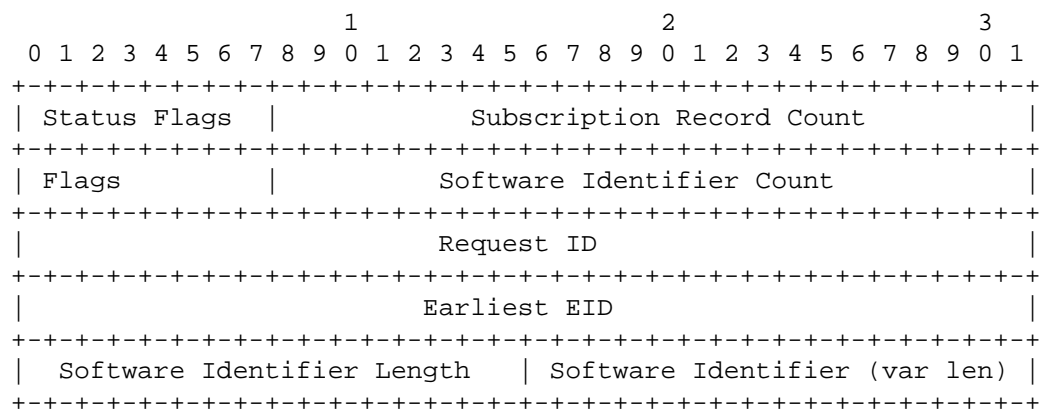 1                   2                   3
 0 1 2 3 4 5 6 7 8 9 0 1 2 3 4 5 6 7 8 9 0 1 2 3 4 5 6 7 8 9 0 1
+-+-+-+-+-+-+-+-+-+-+-+-+-+-+-+-+-+-+-+-+-+-+-+-+-+-+-+-+-+-+-+-+
| Status Flags  |            Subscription Record Count          |
+-+-+-+-+-+-+-+-+-+-+-+-+-+-+-+-+-+-+-+-+-+-+-+-+-+-+-+-+-+-+-+-+
| Flags         |          Software Identifier Count            |
+-+-+-+-+-+-+-+-+-+-+-+-+-+-+-+-+-+-+-+-+-+-+-+-+-+-+-+-+-+-+-+-+
|                          Request ID                           |
+-+-+-+-+-+-+-+-+-+-+-+-+-+-+-+-+-+-+-+-+-+-+-+-+-+-+-+-+-+-+-+-+
|                         Earliest EID                          |
+-+-+-+-+-+-+-+-+-+-+-+-+-+-+-+-+-+-+-+-+-+-+-+-+-+-+-+-+-+-+-+-+
|  Software Identifier Length   | Software Identifier (var len) |
+-+-+-+-+-+-+-+-+-+-+-+-+-+-+-+-+-+-+-+-+-+-+-+-+-+-+-+-+-+-+-+-+